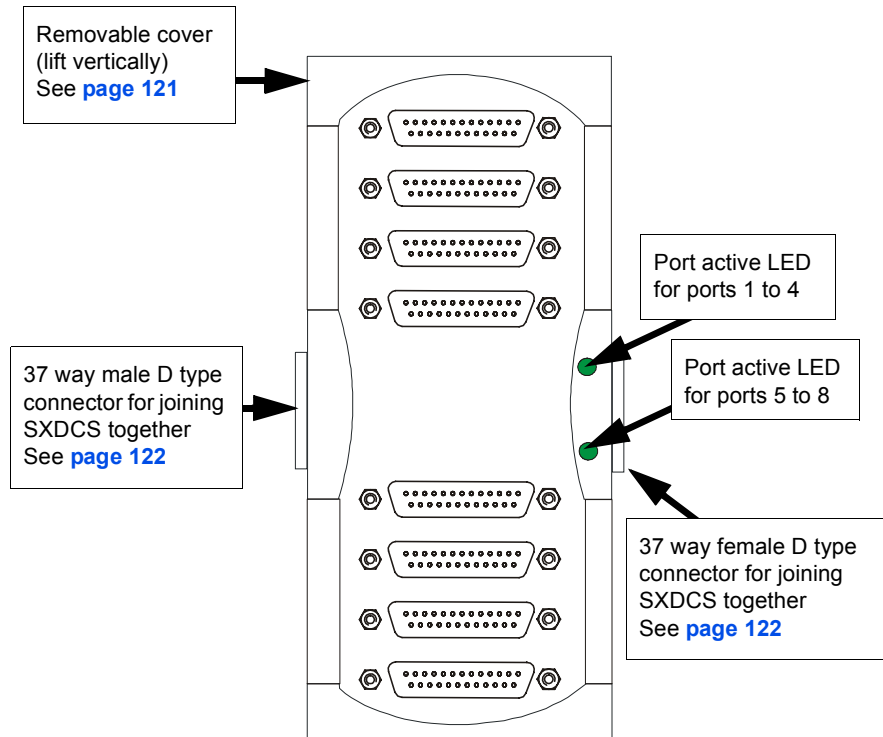 Removable cover
(lift vertically)
See page 121
Port active LED
for ports 1 to 4
Port active LED
for ports 5 to 8
37 way male D type
connector for joining
SXDCS together
See page 122
37 way female D type
connector for joining
SXDCS together
See page 122